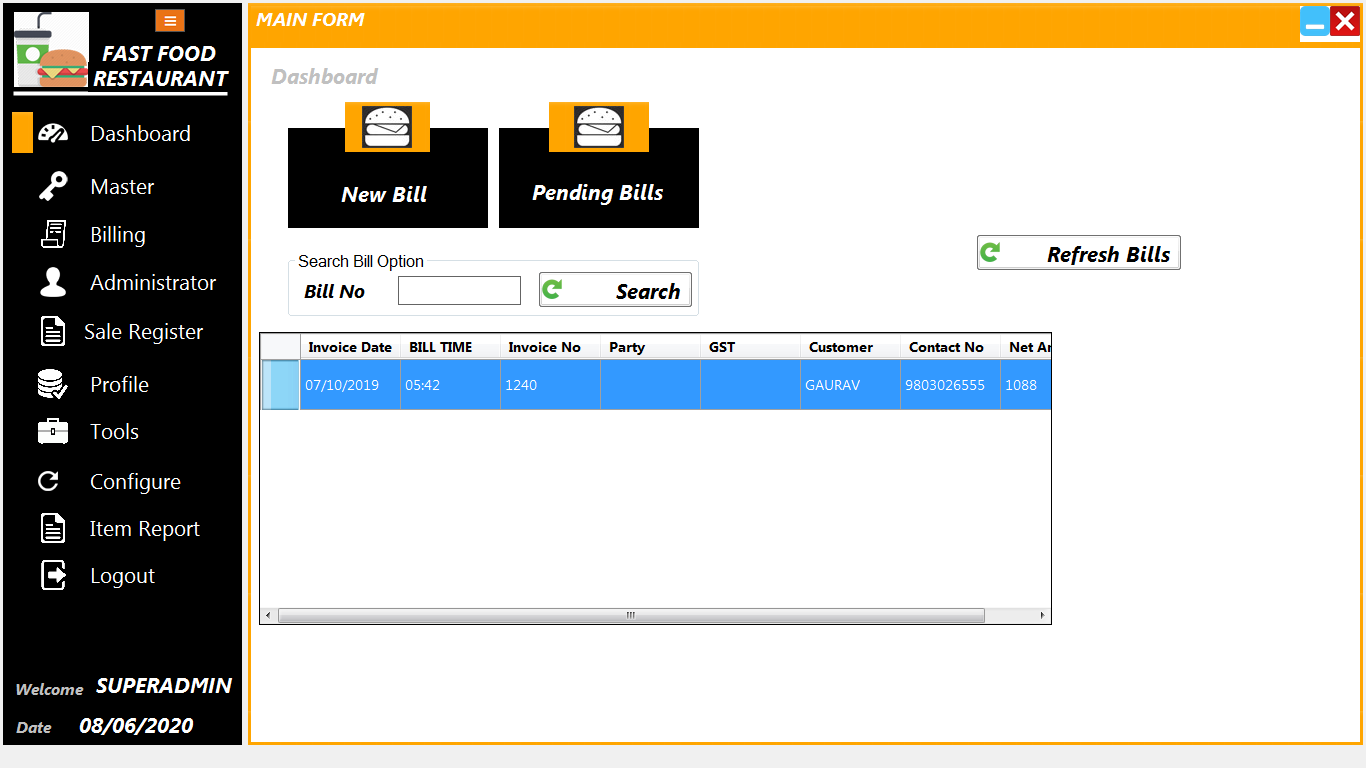 FAST FOOD
RESTAURANT
Dashboard
Master
Billing
Administrator
Sale Register
Profile
Tools
Configure
Item Report
Logout
Welcome SUPERADMIN
Date 08/06/2020
MAIN FORM
Dashboard
New Bill
Pending Bills
Refresh Bills
Search Bill Option
Bill No
Search
Invoice Date BILL TIME Invoice No Party GST Customer Contact No Net Ar
07/10/2019 05:42 1240 GAURAV 9803026555 1088